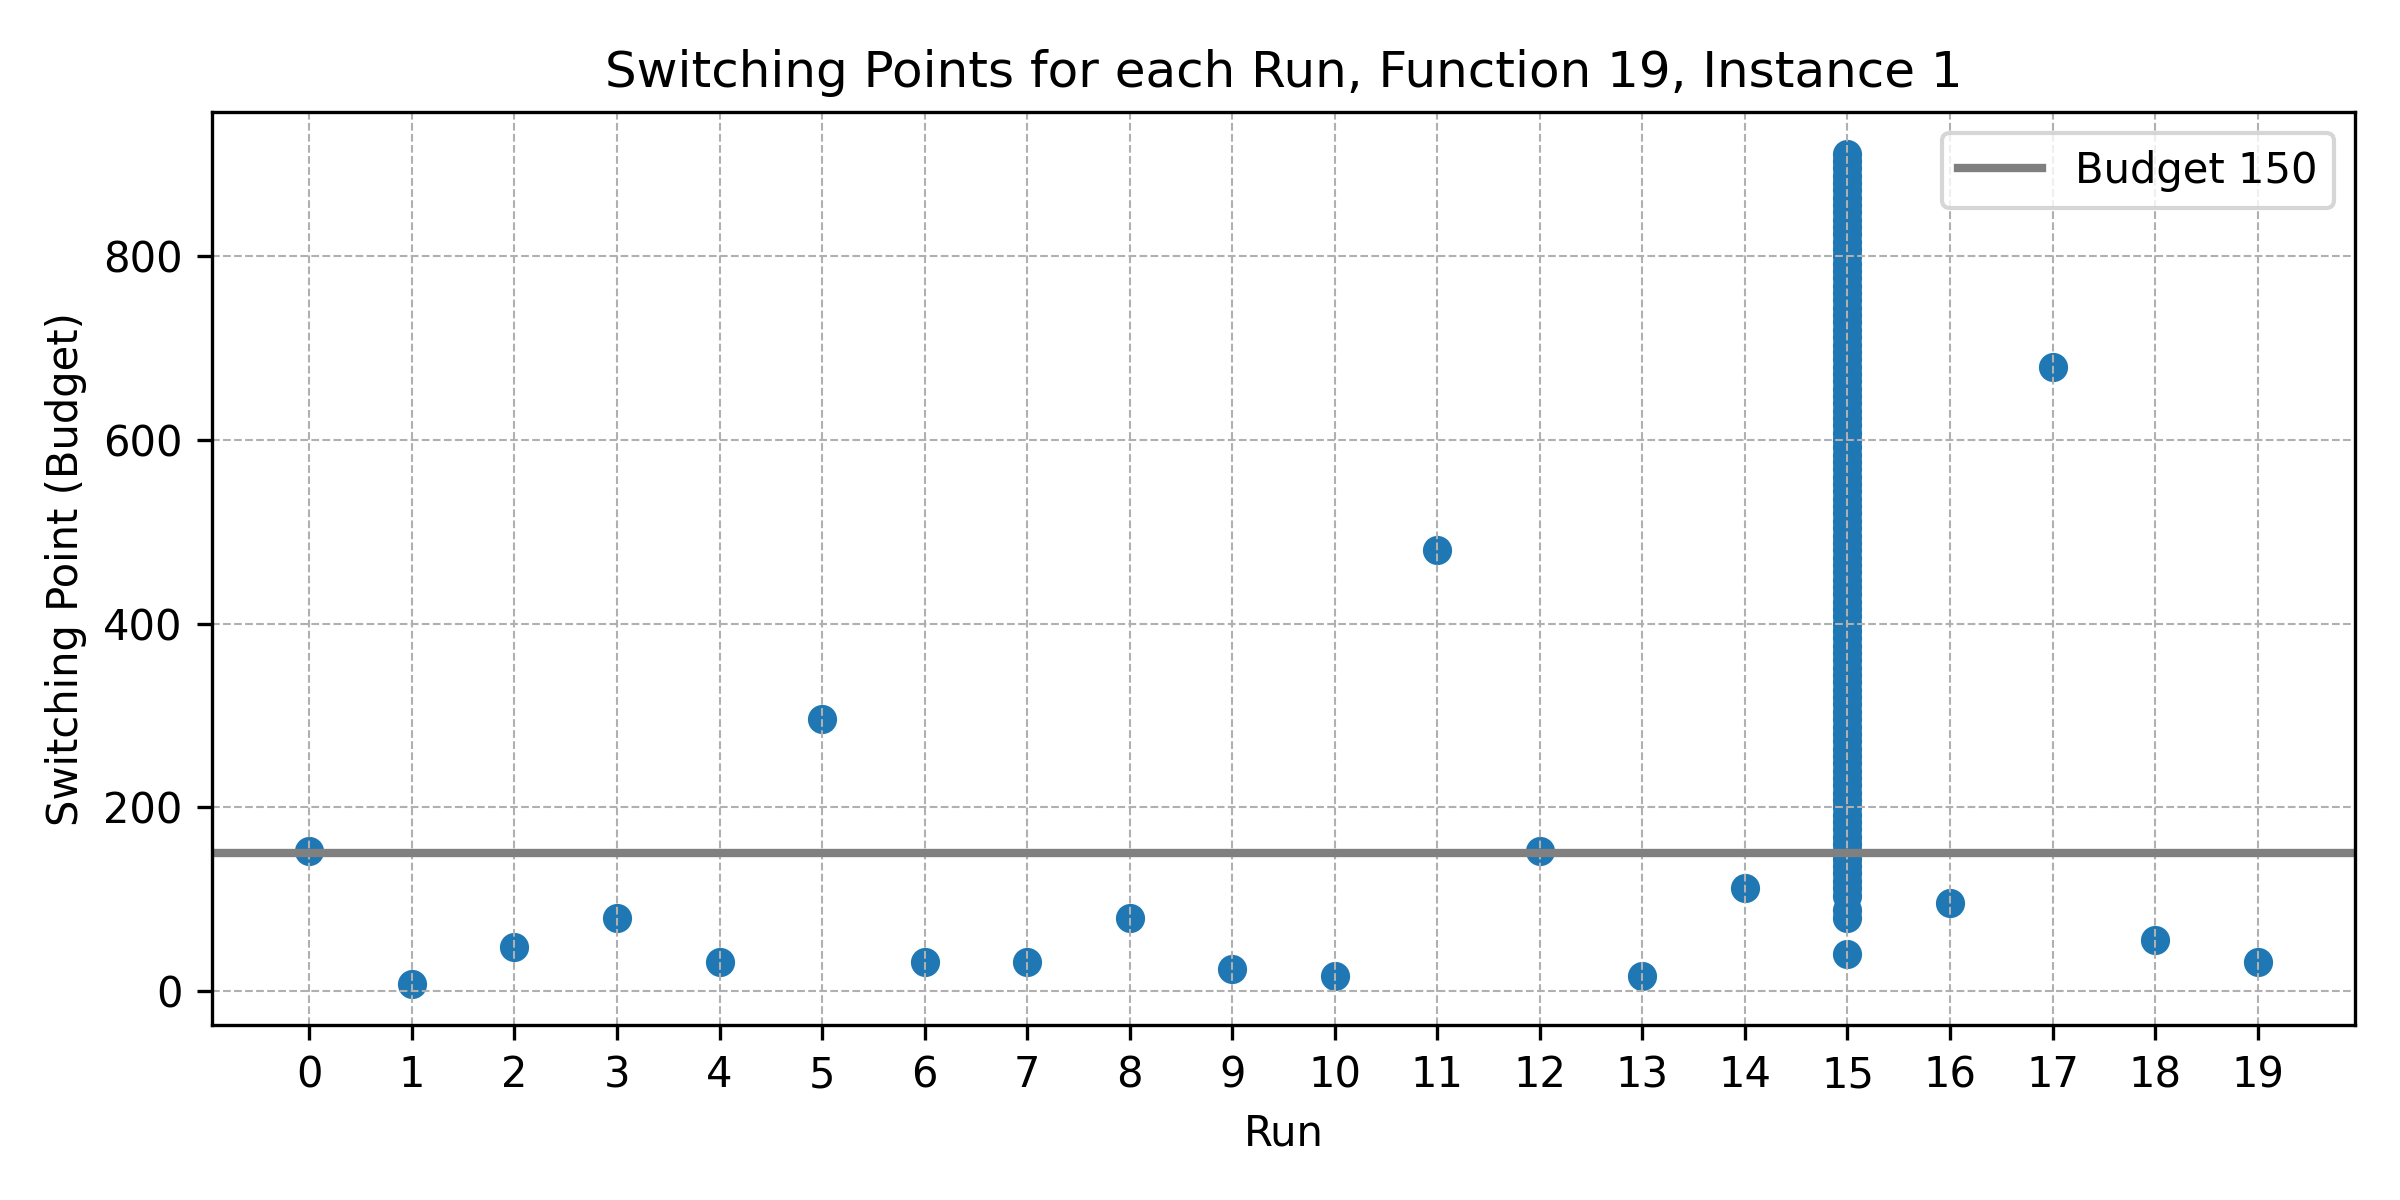 Switching Points for each Run, Function 19, Instance 1
Budget 150
Switching Point (Budget)
800
600
400
200
0
0 1 2 3 4 5 6 7 8 9 10 11 12 13 14 15 16 17 18 19
Run